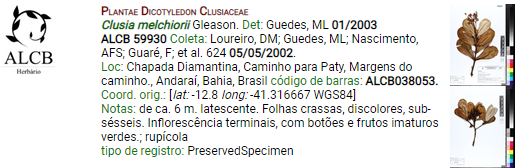 Plantae Dicotyledon Clusiaceae
Clusia melchiorii Gleason. Det: Guedes, ML 01/2003
ALCB 59930 Coleta: Loureiro, DM; Guedes, ML; Nascimento,
AFS; Guaré, F; et al. 624 05/05/2002.
Loc: Chapada Diamantina, Caminho para Paty, Margens do
caminho., Andaraí, Bahia, Brasil código de barras: ALCB038053.
Coord. orig.: [lat: -12.8 long: -41.316667 WGS84]
Notas: de ca. 6 m. latescente. Folhas crassas, discolores, sub-
sésseis. Inflorescência terminais, com botões e frutos imaturos
verdes.; rupícola
tipo de registro: PreservedSpecimen
ALCB
Herbário